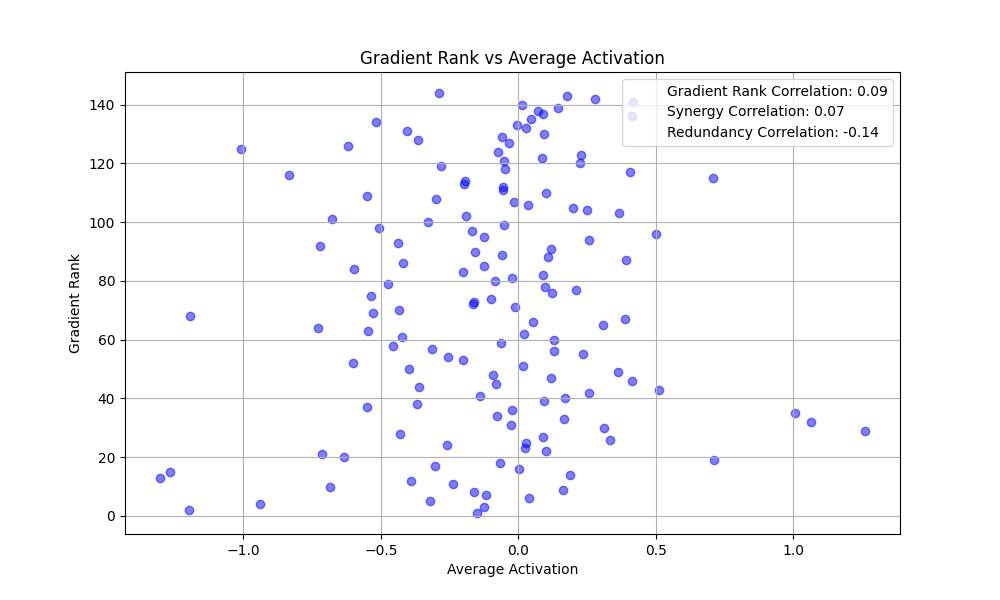 Gradient Rank vs Average Activation
Gradient Rank Correlation: 0.09
Synergy Correlation: 0.07
Redundancy Correlation: -0.14
140
120
100
80
60
40
20
0
Gradient Rank
−1.0
−0.5
0.0
0.5
1.0
Average Activation